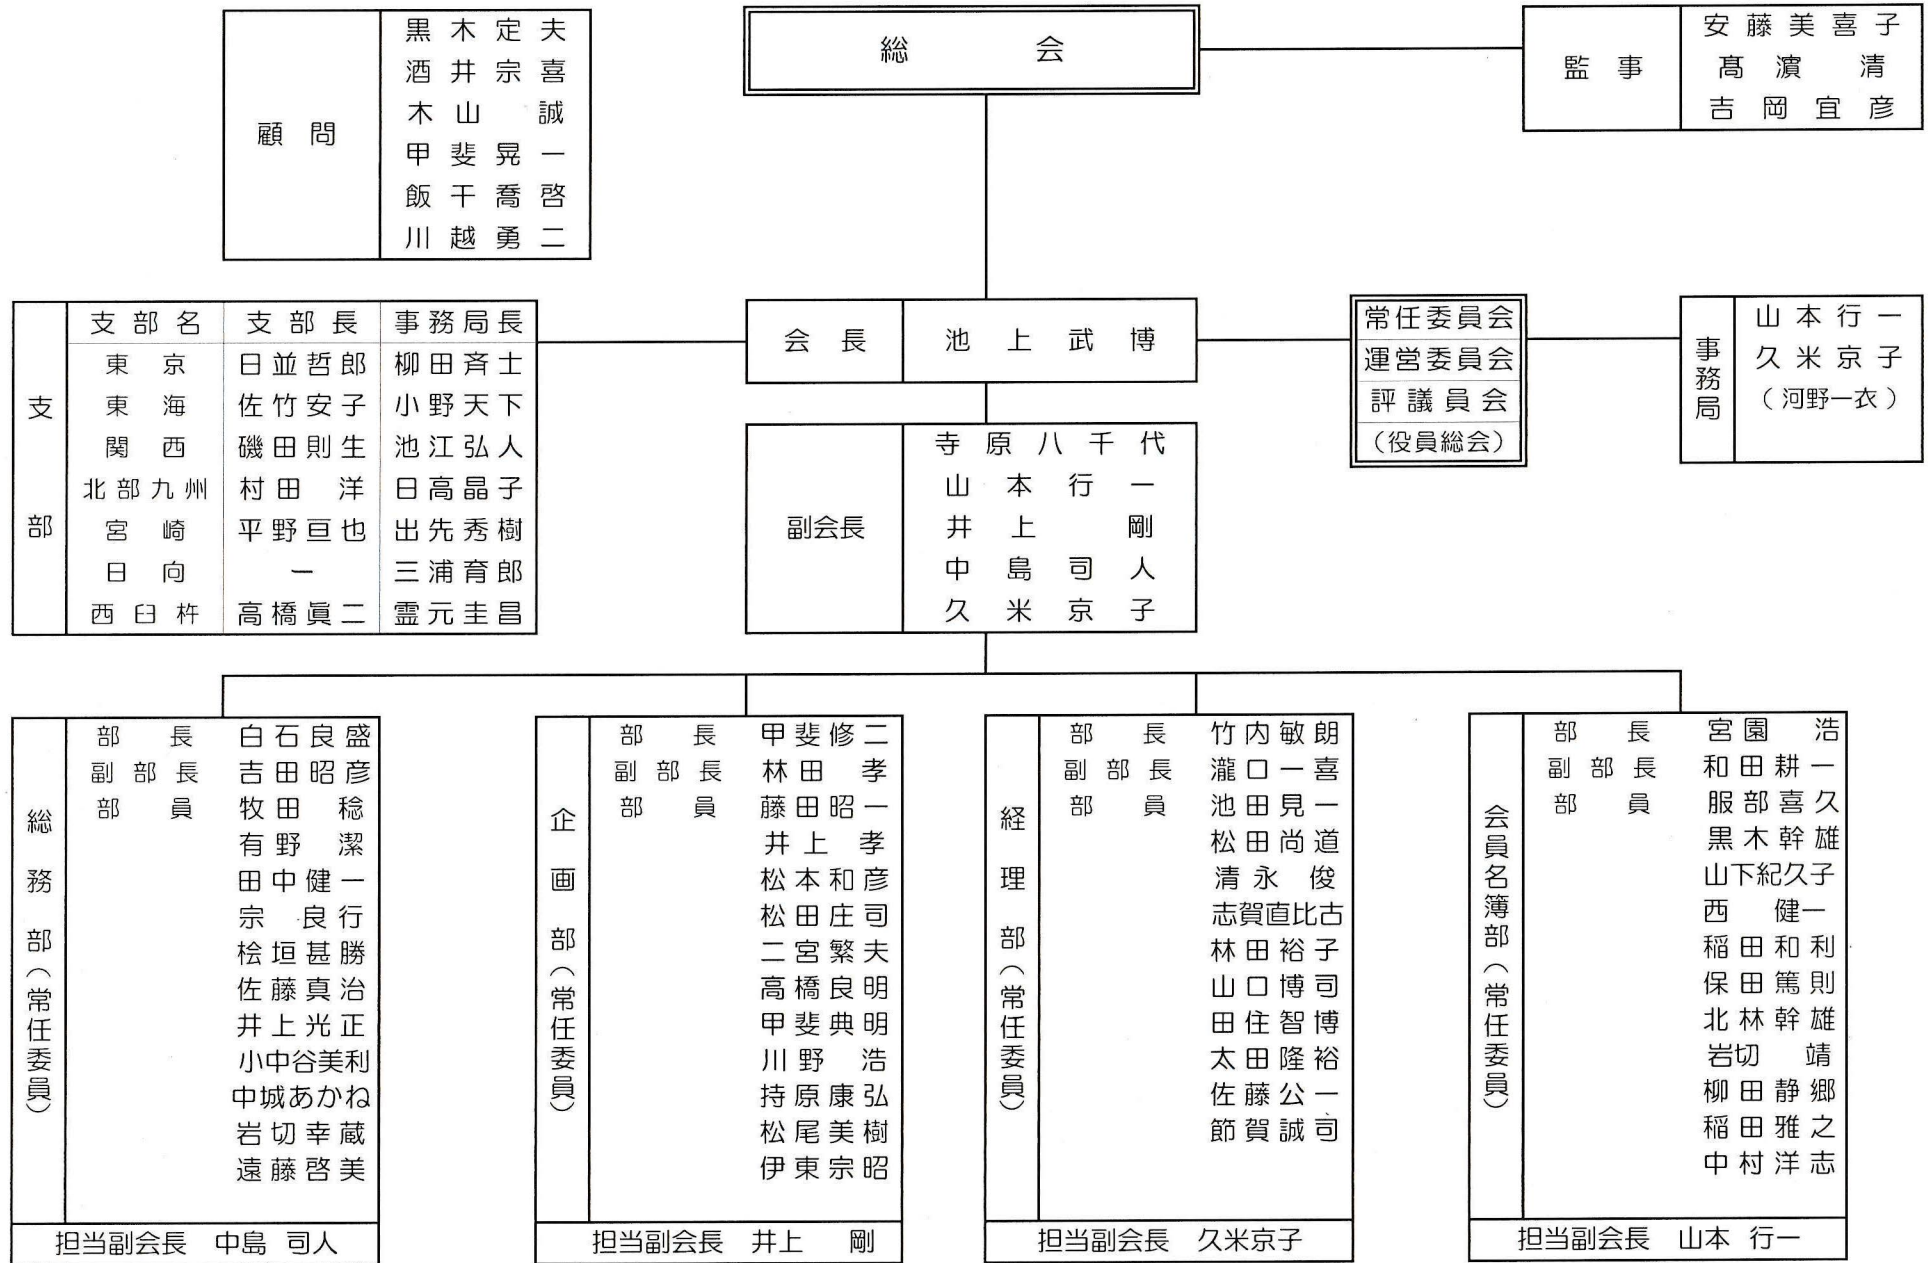 総会
監事
安藤美喜子
髙濵 清
吉岡宜彦
顧問
黒木定夫
酒井宗喜
木山 誠
甲斐晃一
飯干喬啓
川越勇二
支部
支部名 支部長 事務局長
東京 日並哲郎 柳田斉士
東海 佐竹安子 小野天下
関西 磯田則生 池江弘人
北部九州 村田 洋 日高晶子
宮崎 平野亘也 出先秀樹
日向 ー 三浦育郎
西臼杵 高橋眞二 霊元圭昌
会長 池上武博
常任委員会
運営委員会
評議員会
(役員総会)
事務局
山本行一
久米京子
(河野一衣)
副会長
寺原八千代
山本行一
井上 剛
中島司人
久米京子
総務部(常任委員)
部長 白石良盛
副部長 吉田昭彦
部員 牧田 稔
有野 潔
田中健一
宗 良行
桧垣甚勝
佐藤真治
井上光正
小中谷美利
中城あかね
岩切幸蔵
遠藤啓美
担当副会長 中島 司人
企画部(常任委員)
部長 甲斐修二
副部長 林田 孝
部員 藤田昭一
井上 孝
松本和彦
松田庄司
二宮繁夫
高橋良明
甲斐典明
川野 浩
持原康弘
松尾美樹
伊東宗昭
担当副会長 井上 剛
経理部(常任委員)
部長 竹内敏朗
副部長 瀧口一喜
部員 池田見一
松田尚道
清永 俊
志賀直比古
林田裕子
山口博司
田住智博
太田隆裕
佐藤公一
節賀誠司
担当副会長 久米京子
会員名簿部(常任委員)
部長 宮園 浩
副部長 和田耕一
部員 服部喜久
黒木幹雄
山下紀久子
西 健一
稲田和利
保田篤則
北林幹雄
岩切 靖
柳田静郷
稲田雅之
中村洋志
担当副会長 山本 行一